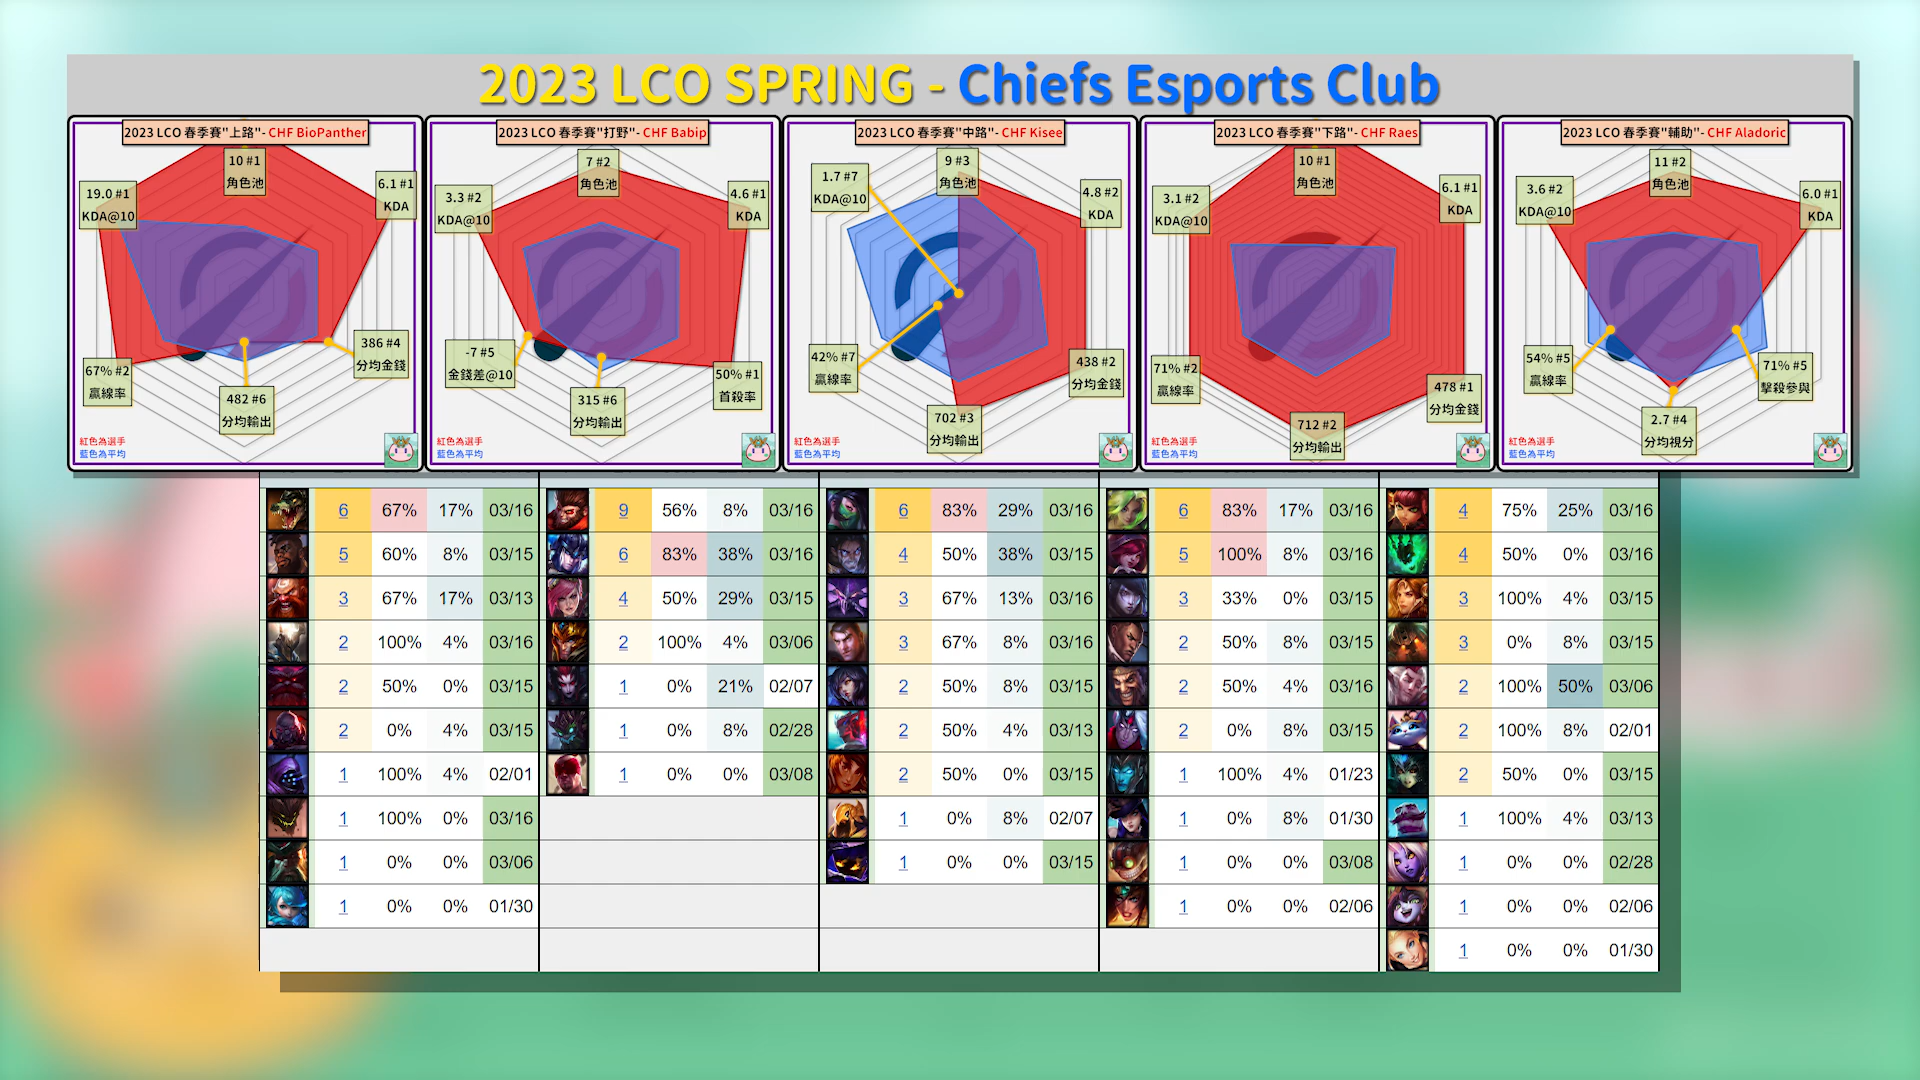 2023 LCO SPRING - Chiefs Esports Club
2023 LCO 春季賽"上路"- CHF BioPanther
10 #1
角色池
19.0 #1
KDA@10
6.1 #1
KDA
67% #2
贏線率
386 #4
分均金錢
482 #6
分均輸出
紅色為選手
藍色為平均
2023 LCO 春季賽"打野"- CHF Babip
7 #2
角色池
3.3 #2
KDA@10
4.6 #1
KDA
-7 #5
金錢差@10
50% #1
首殺率
315 #6
分均輸出
紅色為選手
藍色為平均
2023 LCO 春季賽"中路"- CHF Kisee
9 #3
角色池
1.7 #7
KDA@10
4.8 #2
KDA
42% #7
贏線率
438 #2
分均金錢
702 #3
分均輸出
紅色為選手
藍色為平均
2023 LCO 春季賽"下路"- CHF Raes
10 #1
角色池
3.1 #2
KDA@10
6.1 #1
KDA
71% #2
贏線率
478 #1
分均金錢
712 #2
分均輸出
紅色為選手
藍色為平均
2023 LCO 春季賽"輔助"- CHF Aladoric
11 #2
角色池
3.6 #2
KDA@10
6.0 #1
KDA
54% #5
贏線率
71% #5
擊殺參與
2.7 #4
分均視分
紅色為選手
藍色為平均
6 67% 17% 03/16 9 56% 8% 03/16 6 83% 29% 03/16 6 83% 17% 03/16 4 75% 25% 03/16
5 60% 8% 03/15 6 83% 38% 03/16 4 50% 38% 03/15 5 100% 8% 03/16 4 50% 0% 03/16
3 67% 17% 03/13 4 50% 29% 03/15 3 67% 13% 03/16 3 33% 0% 03/15 3 100% 4% 03/15
2 100% 4% 03/16 2 100% 4% 03/06 3 67% 8% 03/16 2 50% 8% 03/15 3 0% 8% 03/15
2 50% 0% 03/15 1 0% 21% 02/07 2 50% 8% 03/15 2 50% 4% 03/16 2 100% 50% 03/06
2 0% 4% 03/15 1 0% 8% 02/28 2 50% 4% 03/13 2 0% 8% 03/15 2 100% 8% 02/01
1 100% 4% 02/01 1 0% 0% 03/08 2 50% 0% 03/15 1 100% 4% 01/23 2 50% 0% 03/15
1 100% 0% 03/16 1 0% 8% 02/07 1 0% 8% 01/30 1 100% 4% 03/13
1 0% 0% 03/06 1 0% 0% 03/15 1 0% 0% 03/08 1 0% 0% 02/28
1 0% 0% 01/30 1 0% 0% 02/06 1 0% 0% 02/06
1 0% 0% 01/30